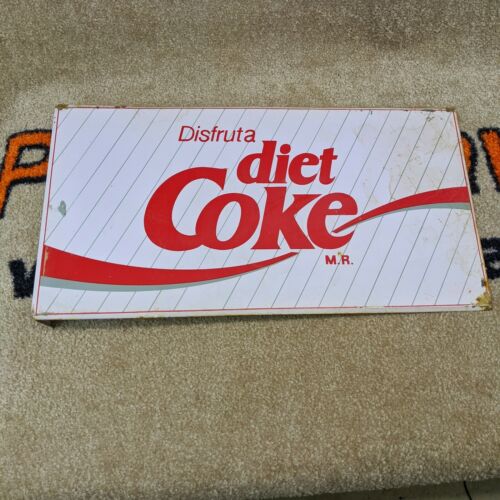 Disfruta
diet
Coke
M.R.